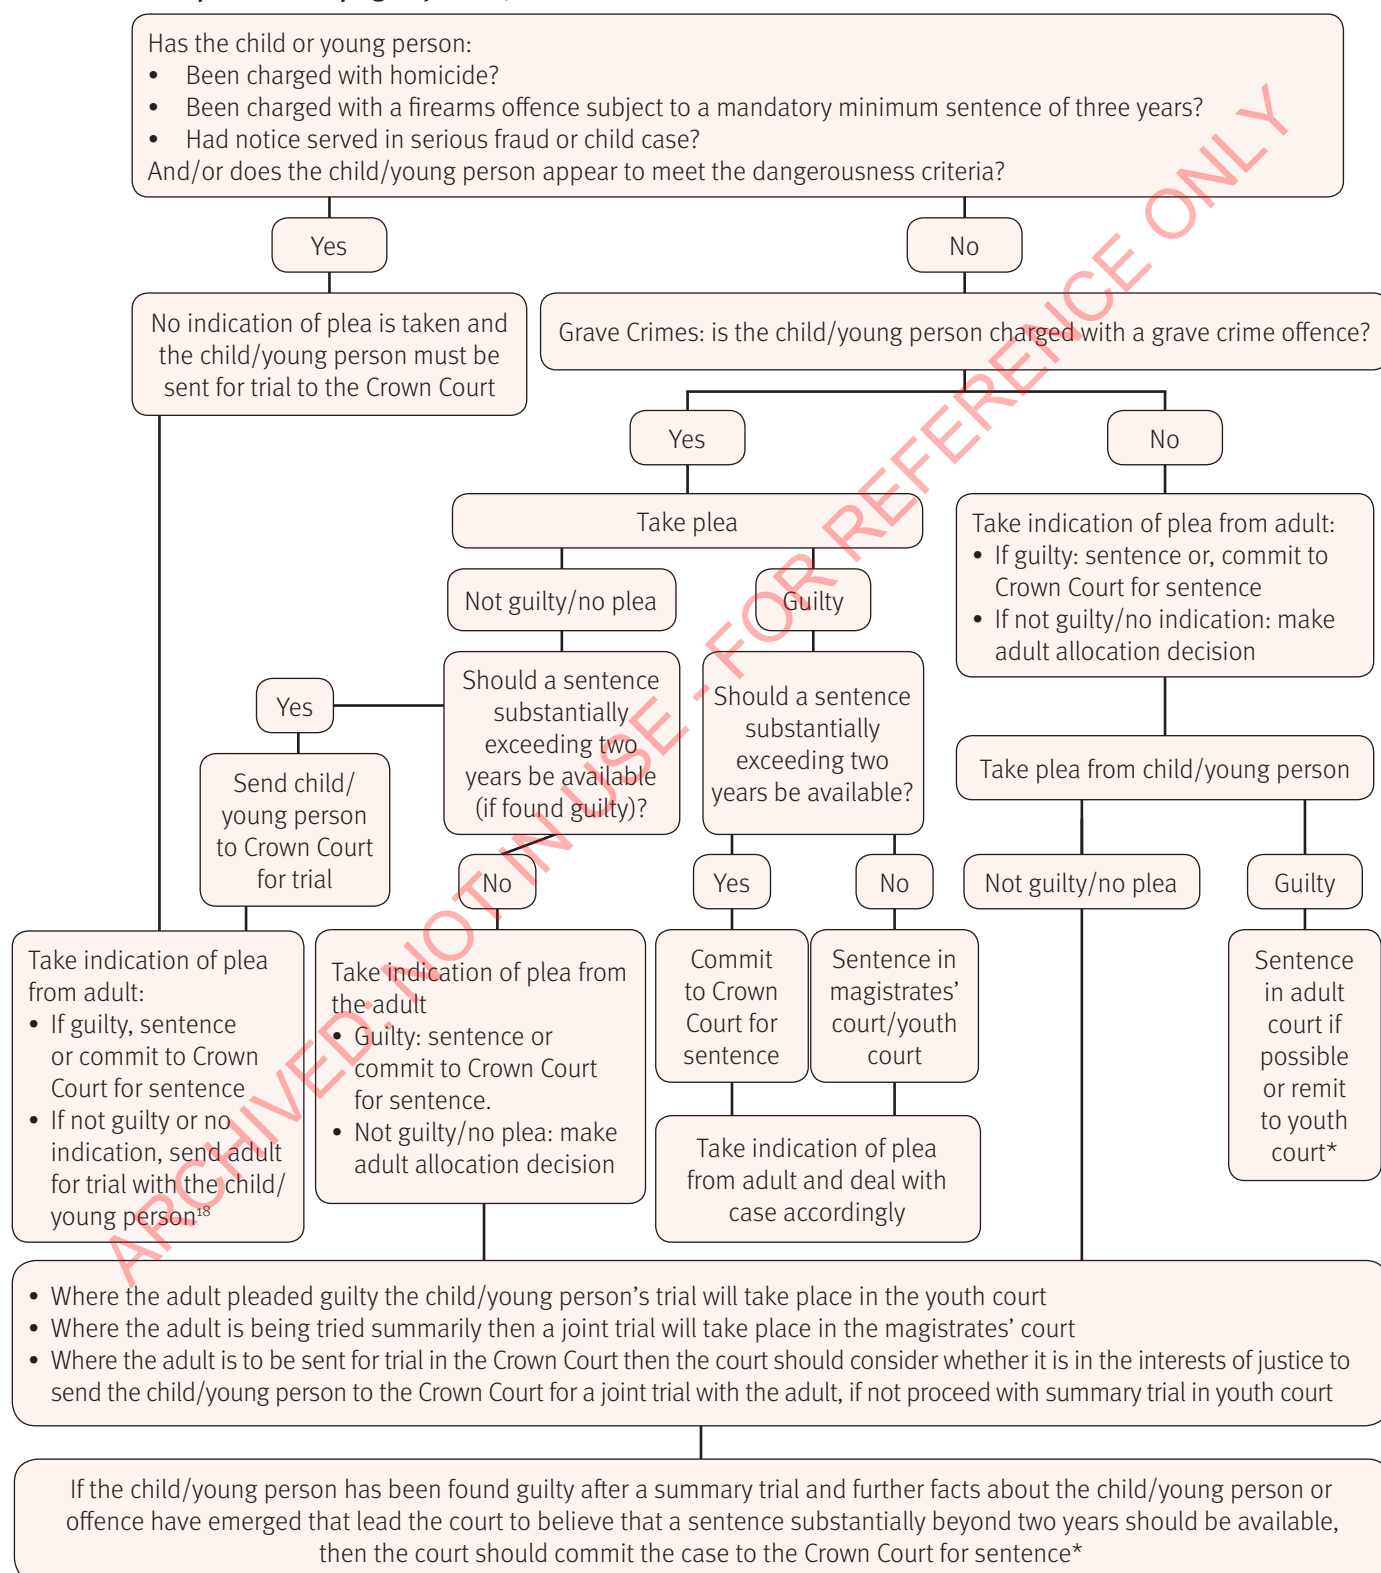 Has the child or young person:
• Been charged with homicide?
• Been charged with a firearms offence subject to a mandatory minimum sentence of three years?
• Had notice served in serious fraud or child case?
And/or does the child/young person appear to meet the dangerousness criteria?
Yes
No
No indication of plea is taken and
the child/young person must be
sent for trial to the Crown Court
Grave Crimes: is the child/young person charged with a grave crime offence?
Yes
No
Take plea
Take indication of plea from adult:
• If guilty: sentence or, commit to
Crown Court for sentence
• If not guilty/no indication: make
adult allocation decision
Not guilty/no plea
Guilty
Should a sentence
substantially
exceeding two
years be available
(if found guilty)?
Should a sentence
substantially
exceeding two
years be available?
Yes
Send child/
young person
to Crown Court
for trial
Take plea from child/young person
No
Yes
No
Not guilty/no plea
Guilty
Take indication of plea
from adult:
• If guilty, sentence
or commit to Crown
Court for sentence
• If not guilty or no
indication, send adult
for trial with the child/
young person¹⁸
Take indication of plea from
the adult
• Guilty: sentence or
commit to Crown Court
for sentence.
• Not guilty/no plea: make
adult allocation decision
Commit
to Crown
Court for
sentence
Sentence in
magistrates’
court/youth
court
Sentence
in adult
court if
possible
or remit
to youth
court*
Take indication of plea
from adult and deal with
case accordingly
• Where the adult pleaded guilty the child/young person’s trial will take place in the youth court
• Where the adult is being tried summarily then a joint trial will take place in the magistrates’ court
• Where the adult is to be sent for trial in the Crown Court then the court should consider whether it is in the interests of justice to
send the child/young person to the Crown Court for a joint trial with the adult, if not proceed with summary trial in youth court
If the child/young person has been found guilty after a summary trial and further facts about the child/young person or
offence have emerged that lead the court to believe that a sentence substantially beyond two years should be available,
then the court should commit the case to the Crown Court for sentence*
ARCHIVED: NOT IN USE - FOR REFERENCE ONLY